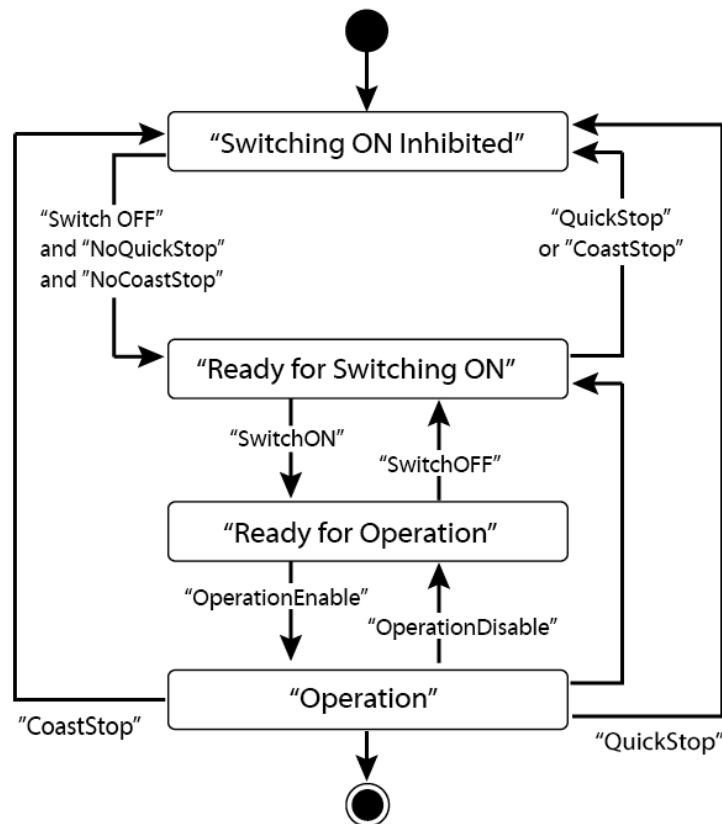 “Switching ON Inhibited”
“Switch OFF”
and “NoQuickStop”
and ”NoCoastStop”
“QuickStop”
or ”CoastStop”
“Ready for Switching ON”
“SwitchON”
“SwitchOFF”
“Ready for Operation”
“OperationEnable”
“OperationDisable”
“Operation”
”CoastStop”
“QuickStop”